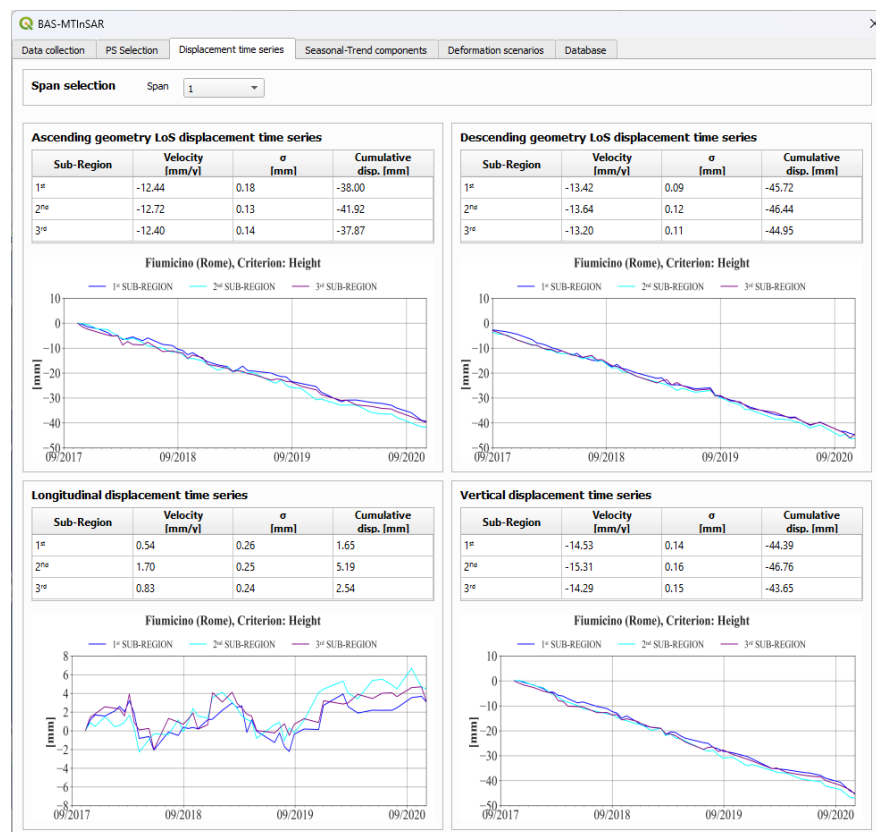 BAS-MTInSAR
Data collection PS Selection Displacement time series Seasonal-Trend components Deformation scenarios Database
Span selection Span 1
Ascending geometry LoS displacement time series
Sub-Region Velocity [mm/y] σ [mm] Cumulative disp. [mm]
1st -12.44 0.18 -38.00
2nd -12.72 0.13 -41.92
3rd -12.40 0.14 -37.87
Fiumicino (Rome), Criterion: Height
1st SUB-REGION 2nd SUB-REGION 3rd SUB-REGION
10
0
−10
−20
−30
−40
−50
[mm]
09/2017 09/2018 09/2019 09/2020
Descending geometry LoS displacement time series
Sub-Region Velocity [mm/y] σ [mm] Cumulative disp. [mm]
1st -13.42 0.09 -45.72
2nd -13.64 0.12 -46.44
3rd -13.20 0.11 -44.95
Fiumicino (Rome), Criterion: Height
1st SUB-REGION 2nd SUB-REGION 3rd SUB-REGION
10
0
−10
−20
−30
−40
−50
[mm]
09/2017 09/2018 09/2019 09/2020
Longitudinal displacement time series
Sub-Region Velocity [mm/y] σ [mm] Cumulative disp. [mm]
1st 0.54 0.26 1.65
2nd 1.70 0.25 5.19
3rd 0.83 0.24 2.54
Fiumicino (Rome), Criterion: Height
1st SUB-REGION 2nd SUB-REGION 3rd SUB-REGION
8
6
4
2
0
−2
−4
−6
−8
[mm]
09/2017 09/2018 09/2019 09/2020
Vertical displacement time series
Sub-Region Velocity [mm/y] σ [mm] Cumulative disp. [mm]
1st -14.53 0.14 -44.39
2nd -15.31 0.16 -46.76
3rd -14.29 0.15 -43.65
Fiumicino (Rome), Criterion: Height
1st SUB-REGION 2nd SUB-REGION 3rd SUB-REGION
10
0
−10
−20
−30
−40
−50
[mm]
09/2017 09/2018 09/2019 09/2020